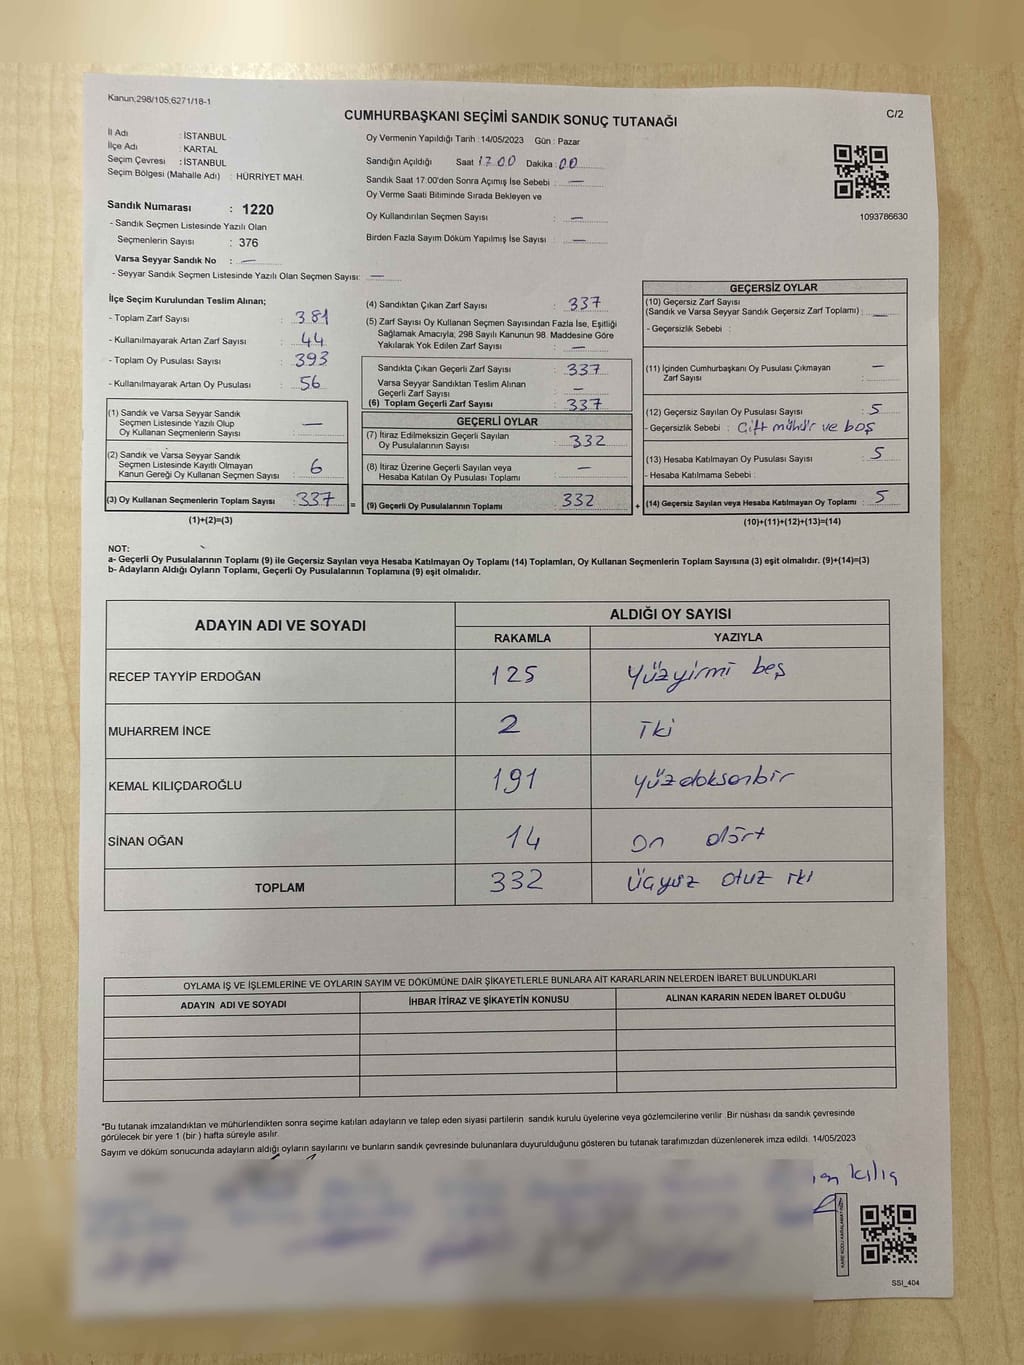 Kanun;298/105;6271/18-1
C/2
CUMHURBAŞKANI SEÇİMİ SANDIK SONUÇ TUTANAĞI
İl Adı : İSTANBUL
İlçe Adı : KARTAL
Seçim Çevresi : İSTANBUL
Seçim Bölgesi (Mahalle Adı) : HÜRRİYET MAH.
Sandık Numarası : 1220
- Sandık Seçmen Listesinde Yazılı Olan
Seçmenlerin Sayısı : 376
Varsa Seyyar Sandık No : —
- Seyyar Sandık Seçmen Listesinde Yazılı Olan Seçmen Sayısı: —
Oy Vermenin Yapıldığı Tarih : 14/05/2023 Gün : Pazar
Sandığın Açıldığı Saat 17.00 Dakika : 00
Sandık Saat 17.00'den Sonra Açımış İse Sebebi : —
Oy Verme Saati Bitiminde Sırada Bekleyen ve
Oy Kullandırılan Seçmen Sayısı : —
Birden Fazla Sayım Döküm Yapılmış İse Sayısı : —
1093786630
İlçe Seçim Kurulundan Teslim Alınan;
- Toplam Zarf Sayısı : 381
- Kullanılmayarak Artan Zarf Sayısı : 44
- Toplam Oy Pusulası Sayısı : 393
- Kullanılmayarak Artan Oy Pusulası : 56
(1) Sandık ve Varsa Seyyar Sandık
Seçmen Listesinde Yazılı Olup
Oy Kullanan Seçmenlerin Sayısı : —
(2) Sandık ve Varsa Seyyar Sandık
Seçmen Listesinde Kayıtlı Olmayan
Kanun Gereği Oy Kullanan Seçmen Sayısı : 6
(3) Oy Kullanan Seçmenlerin Toplam Sayısı : 337 =
(1)+(2)=(3)
(4) Sandıktan Çıkan Zarf Sayısı : 337
(5) Zarf Sayısı Oy Kullanan Seçmen Sayısından Fazla İse, Eşitliği
Sağlamak Amacıyla, 298 Sayılı Kanunun 98. Maddesine Göre
Yakılarak Yok Edilen Zarf Sayısı : —
Sandıkta Çıkan Geçerli Zarf Sayısı : 337
Varsa Seyyar Sandıktan Teslim Alınan
Geçerli Zarf Sayısı : —
(6) Toplam Geçerli Zarf Sayısı : 337
GEÇERLİ OYLAR
(7) İtiraz Edilmeksizin Geçerli Sayılan
Oy Pusulalarının Sayısı : 332
(8) İtiraz Üzerine Geçerli Sayılan veya
Hesaba Katılan Oy Pusulası Toplamı : —
(9) Geçerli Oy Pusulalarının Toplamı : 332 +
GEÇERSİZ OYLAR
(10) Geçersiz Zarf Sayısı
(Sandık ve Varsa Seyyar Sandık Geçersiz Zarf Toplamı) : —
- Geçersizlik Sebebi :
(11) İçinden Cumhurbaşkanı Oy Pusulası Çıkmayan
Zarf Sayısı : —
(12) Geçersiz Sayılan Oy Pusulası Sayısı : 5
- Geçersizlik Sebebi : Çift mühür ve boş
(13) Hesaba Katılmayan Oy Pusulası Sayısı : 5
- Hesaba Katılmama Sebebi :
(14) Geçersiz Sayılan veya Hesaba Katılmayan Oy Toplamı : 5
(10)+(11)+(12)+(13)=(14)
NOT:
a- Geçerli Oy Pusulalarının Toplamı (9) ile Geçersiz Sayılan veya Hesaba Katılmayan Oy Toplamı (14) Toplamları, Oy Kullanan Seçmenlerin Toplam Sayısına (3) eşit olmalıdır. (9)+(14)=(3)
b- Adayların Aldığı Oyların Toplamı, Geçerli Oy Pusulalarının Toplamına (9) eşit olmalıdır.
ADAYIN ADI VE SOYADI
ALDIĞI OY SAYISI
RAKAMLA YAZIYLA
RECEP TAYYİP ERDOĞAN 125 Yüzyirmi beş
MUHARREM İNCE 2 İki
KEMAL KILIÇDAROĞLU 191 yüzdoksanbir
SİNAN OĞAN 14 on dört
TOPLAM 332 Üçyüz otuz iki
OYLAMA İŞ VE İŞLEMLERİNE VE OYLARIN SAYIM VE DÖKÜMÜNE DAİR ŞİKAYETLERLE BUNLARA AİT KARARLARIN NELERDEN İBARET BULUNDUKLARI
ADAYIN ADI VE SOYADI İHBAR İTİRAZ VE ŞİKAYETİN KONUSU ALINAN KARARIN NEDEN İBARET OLDUĞU
*Bu tutanak imzalandıktan ve mühürlendikten sonra seçime katılan adayların ve talep eden siyasi partilerin sandık kurulu üyelerine veya gözlemcilerine verilir. Bir nüshası da sandık çevresinde
görülecek bir yere 1 (bir ) hafta süreyle asılır.
Sayım ve döküm sonucunda adayların aldığı oyların sayılarını ve bunların sandık çevresinde bulunanlara duyurulduğunu gösteren bu tutanak tarafımızdan düzenlenerek imza edildi. 14/05/2023
kılıç
SSI_404